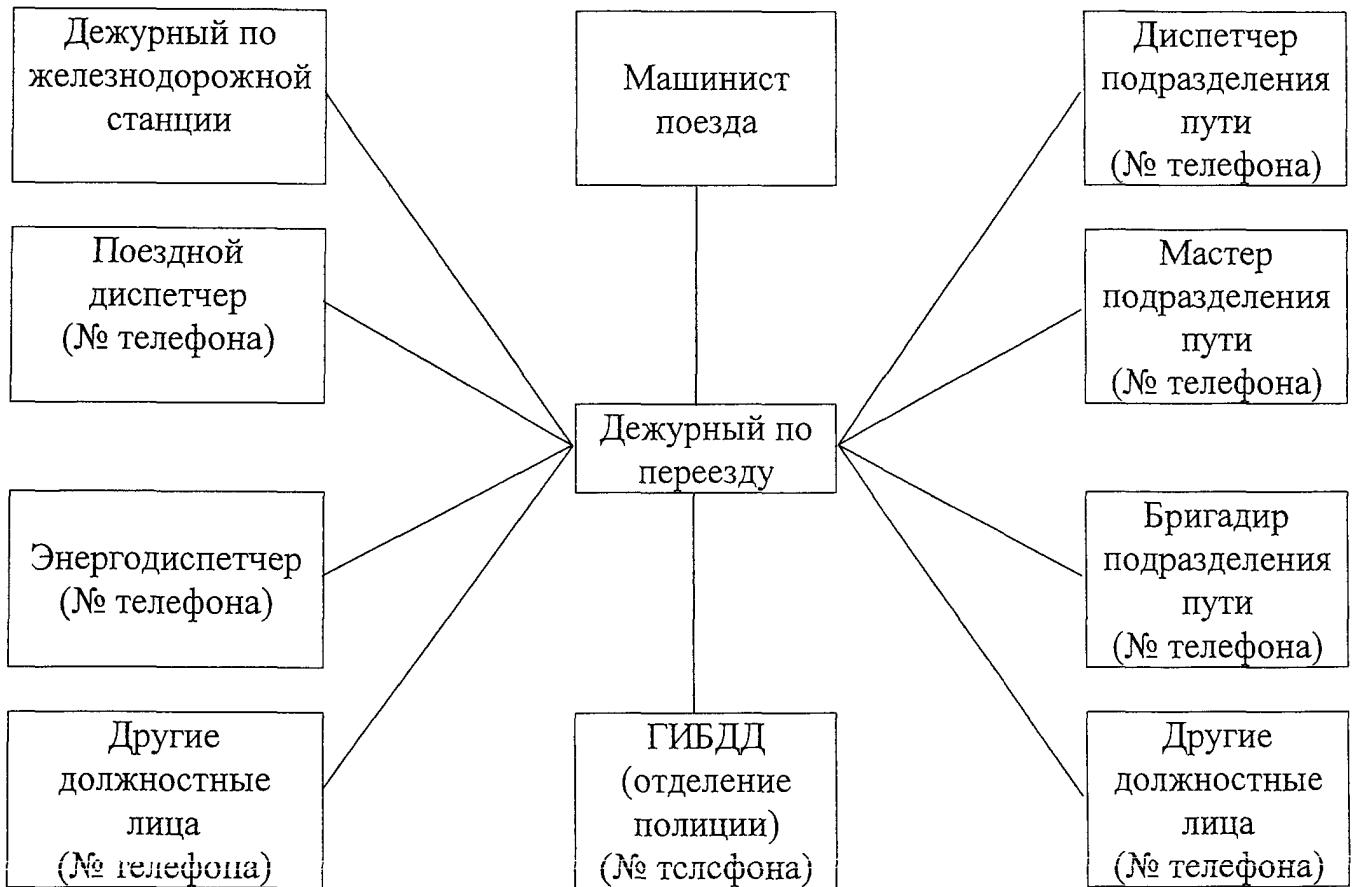 Дежурный по
железнодорожной
станции
Машинист
поезда
Диспетчер
подразделения
пути
(№ телефона)
Поездной
диспетчер
(№ телефона)
Мастер
подразделения
пути
(№ телефона)
Дежурный по
переезду
Энергодиспетчер
(№ телефона)
Бригадир
подразделения
пути
(№ телефона)
Другие
должностные
лица
(№ телефона)
ГИБДД
(отделение
полиции)
(№ телефона)
Другие
должностные
лица
(№ телефона)